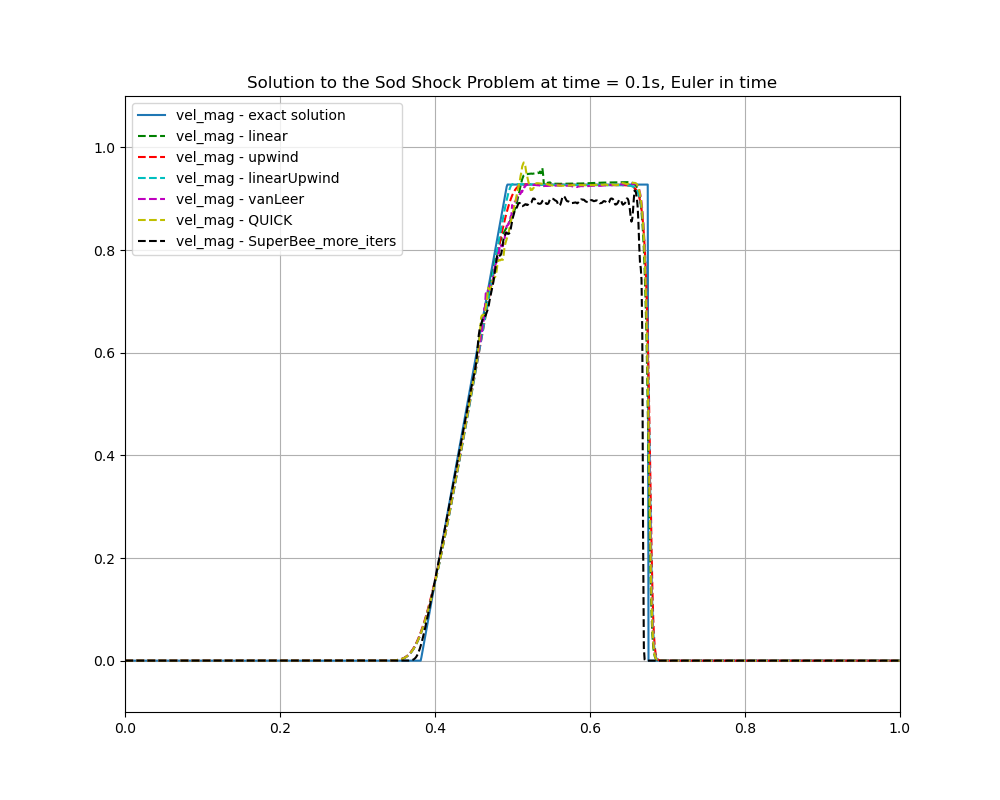 Solution to the Sod Shock Problem at time = 0.1s, Euler in time
vel_mag - exact solution
vel_mag - linear
vel_mag - upwind
vel_mag - linearUpwind
vel_mag - vanLeer
vel_mag - QUICK
vel_mag - SuperBee_more_iters
1.0
0.8
0.6
0.4
0.2
0.0
0.0 0.2 0.4 0.6 0.8 1.0